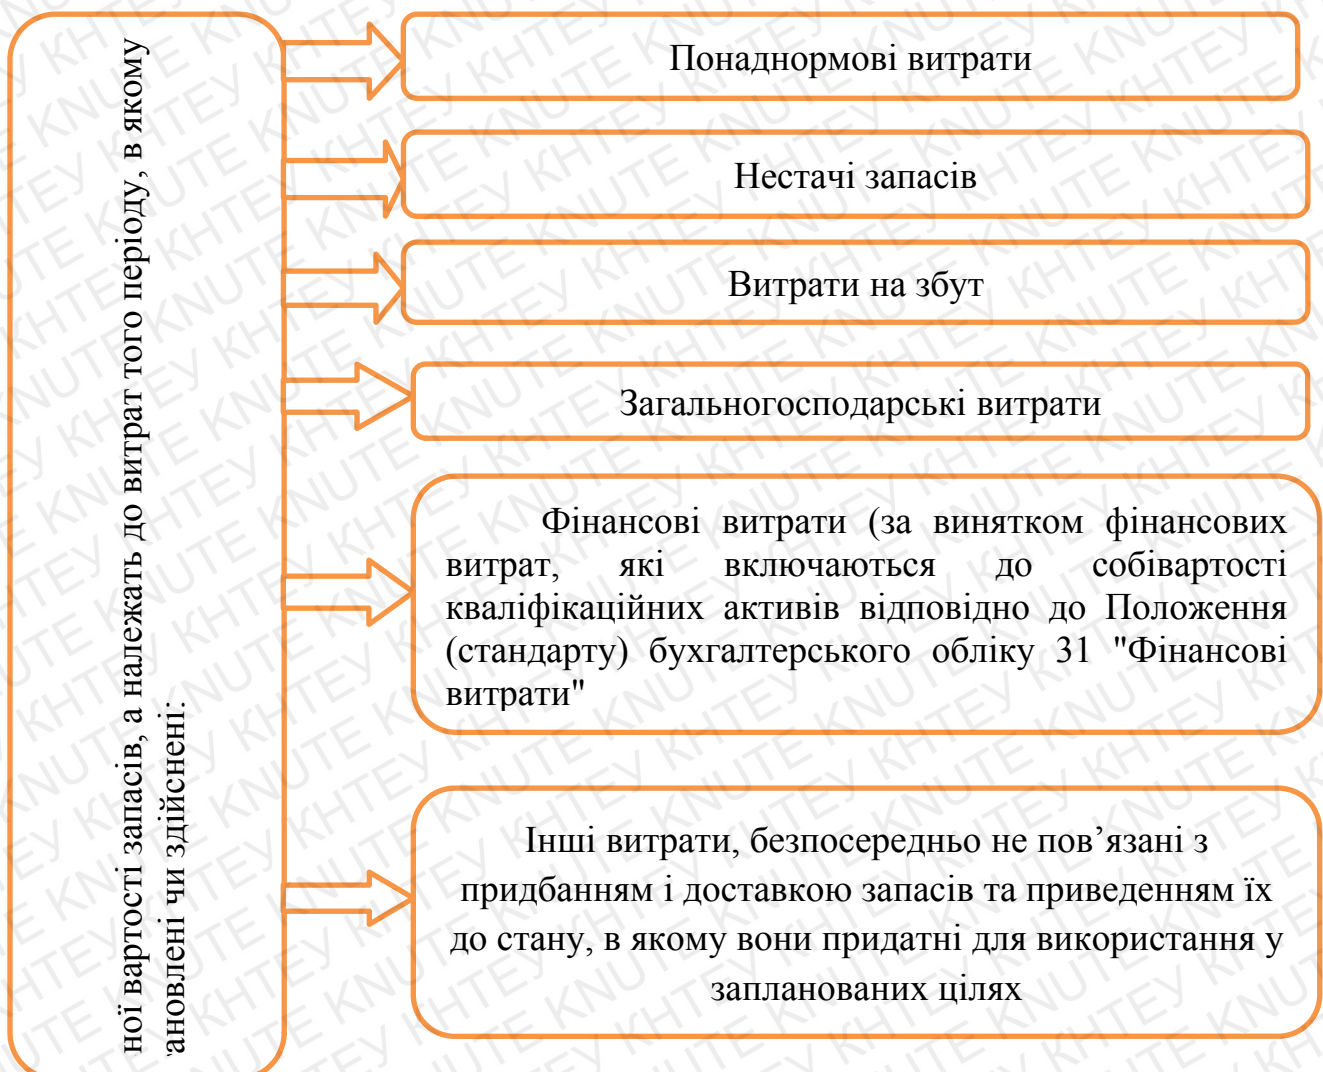 ної вартості запасів, а належать до витрат того періоду, в якому
ановлені чи здійснені:
Понаднормові витрати
Нестачі запасів
Витрати на збут
Загальногосподарські витрати
Фінансові витрати (за винятком фінансових
витрат, які включаються до собівартості
кваліфікаційних активів відповідно до Положення
(стандарту) бухгалтерського обліку 31 "Фінансові
витрати"
Інші витрати, безпосередньо не пов’язані з
придбанням і доставкою запасів та приведенням їх
до стану, в якому вони придатні для використання у
запланованих цілях